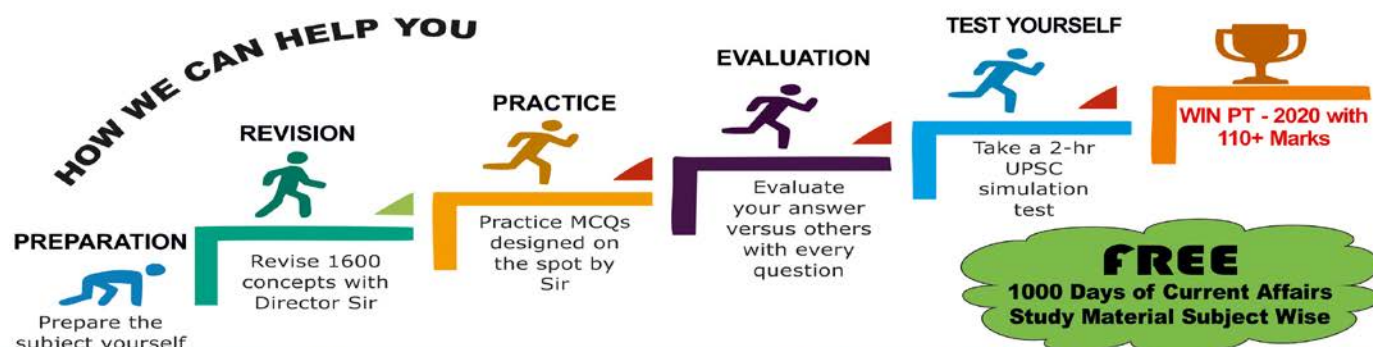 HOW WE CAN HELP YOU
PREPARATION
Prepare the
subject yourself
REVISION
Revise 1600
concepts with
Director Sir
PRACTICE
Practice MCQs
designed on
the spot by
Sir
EVALUATION
Evaluate
your answer
versus others
with every
question
TEST YOURSELF
Take a 2-hr
UPSC
simulation
test
WIN PT - 2020 with
110+ Marks
FREE
1000 Days of Current Affairs
Study Material Subject Wise